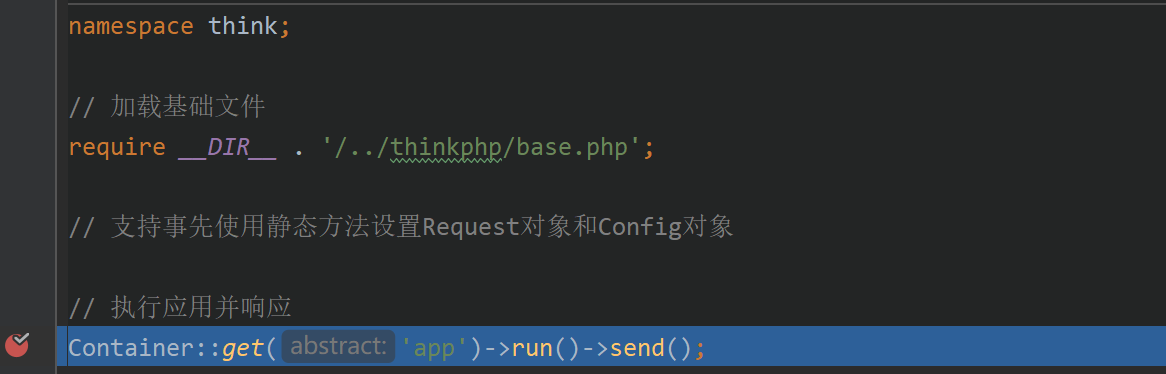 namespace think;
// 加载基础文件
require __DIR__ . '/../thinkphp/base.php';
// 支持事先使用静态方法设置Request对象和Config对象
// 执行应用并响应
Container::get( abstract: 'app')->run()->send();